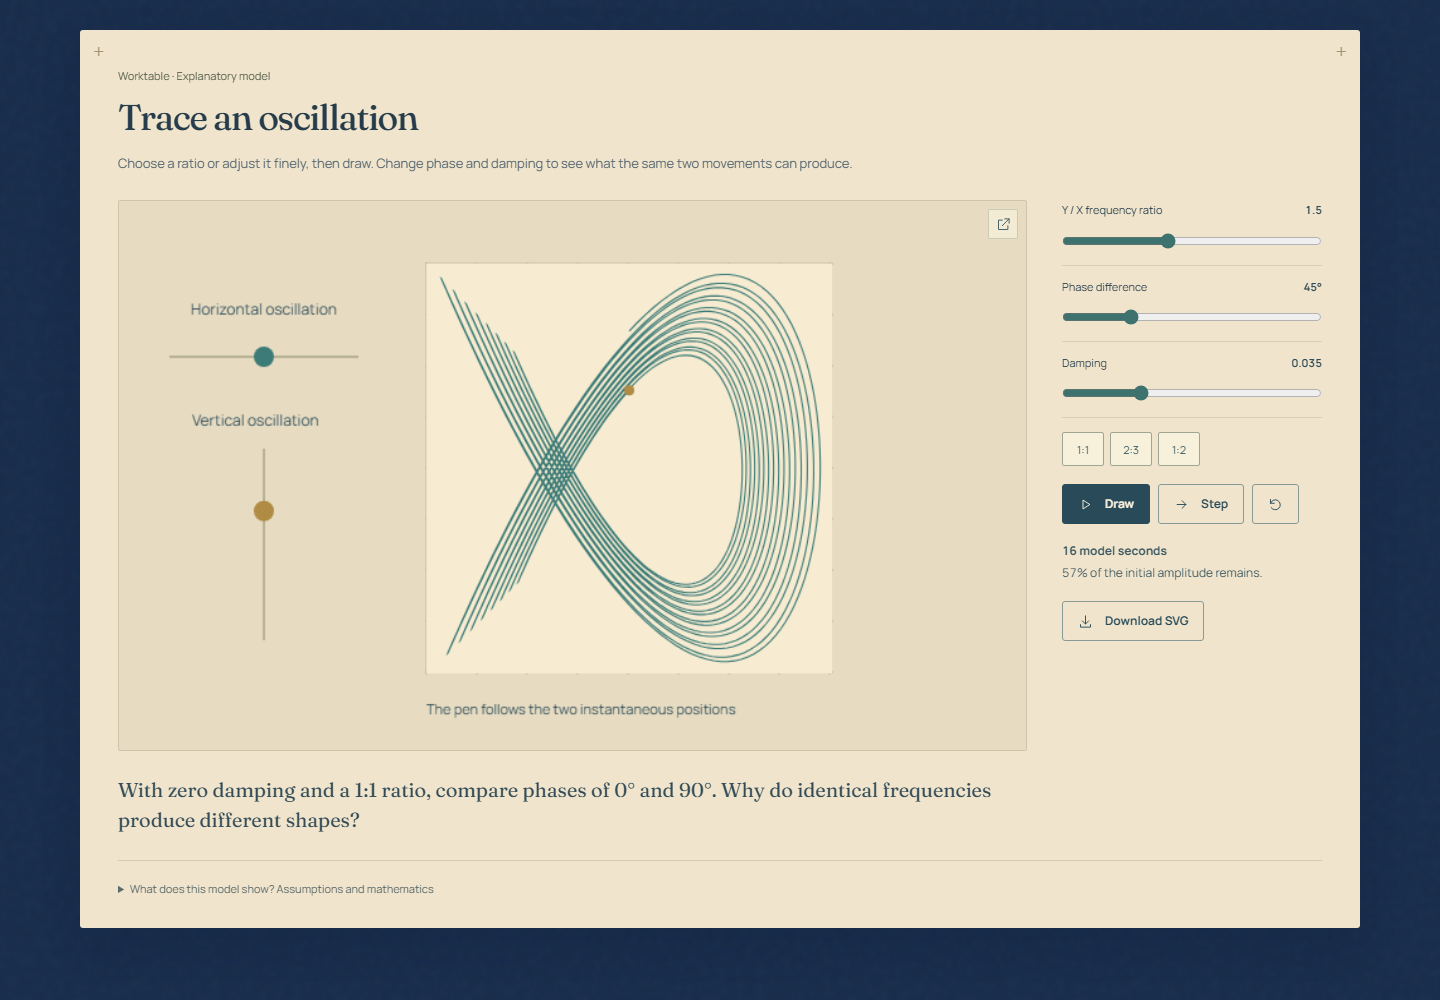 Worktable · Explanatory model
Trace an oscillation
Choose a ratio or adjust it finely, then draw. Change phase and damping to see what the same two movements can produce.
Horizontal oscillation
Vertical oscillation
The pen follows the two instantaneous positions
Y / X frequency ratio 1.5
Phase difference 45°
Damping 0.035
1:1 2:3 1:2
Draw Step
16 model seconds
57% of the initial amplitude remains.
Download SVG
With zero damping and a 1:1 ratio, compare phases of 0° and 90°. Why do identical frequencies
produce different shapes?
What does this model show? Assumptions and mathematics